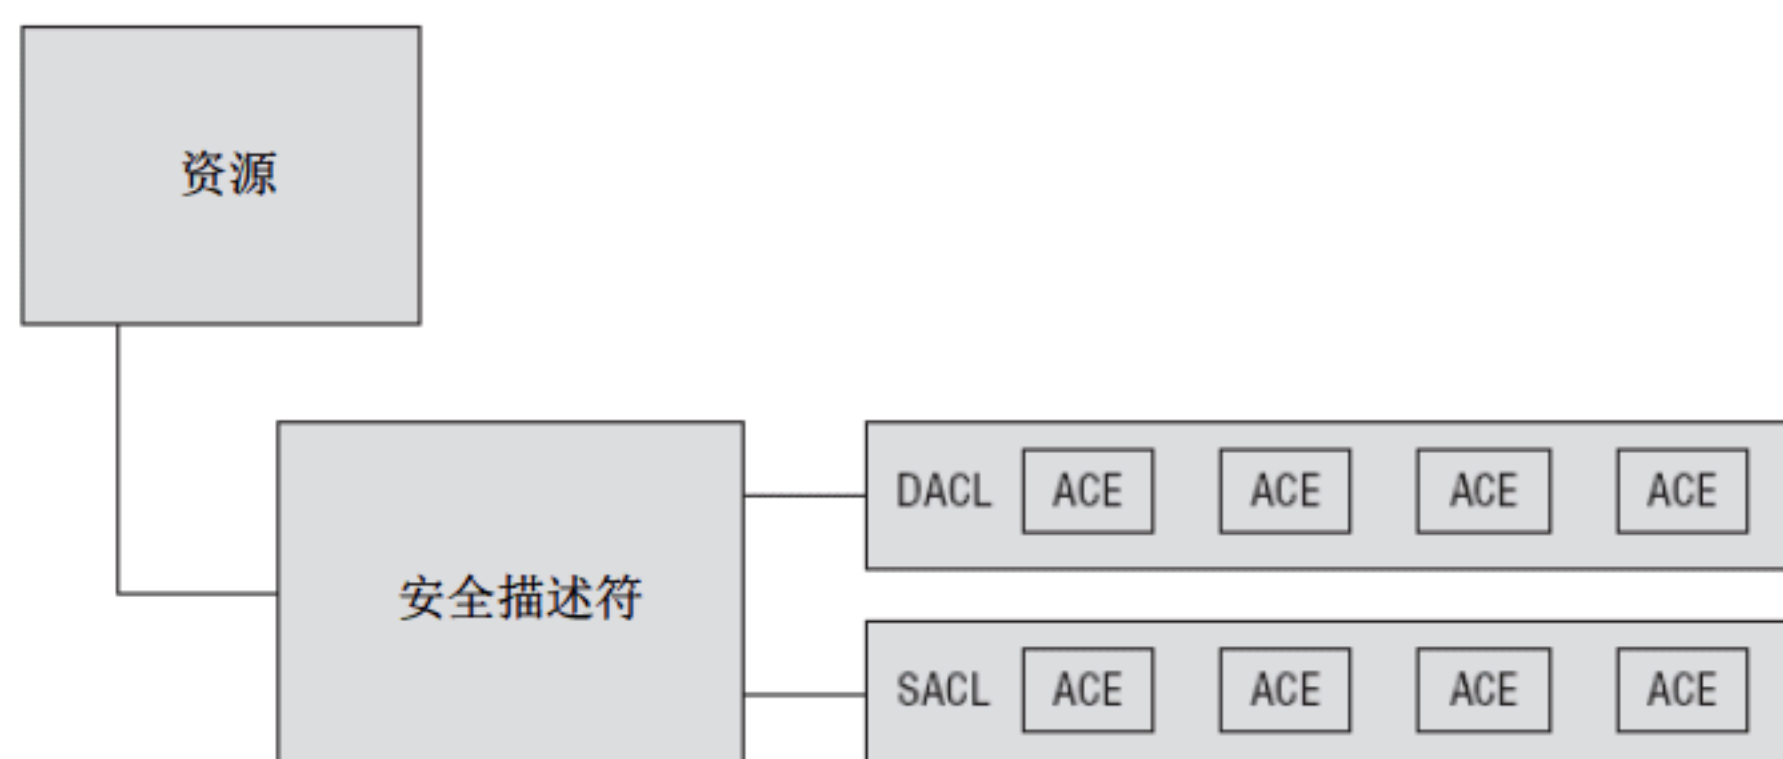 资源
安全描述符
DACL ACE ACE ACE ACE
SACL ACE ACE ACE ACE